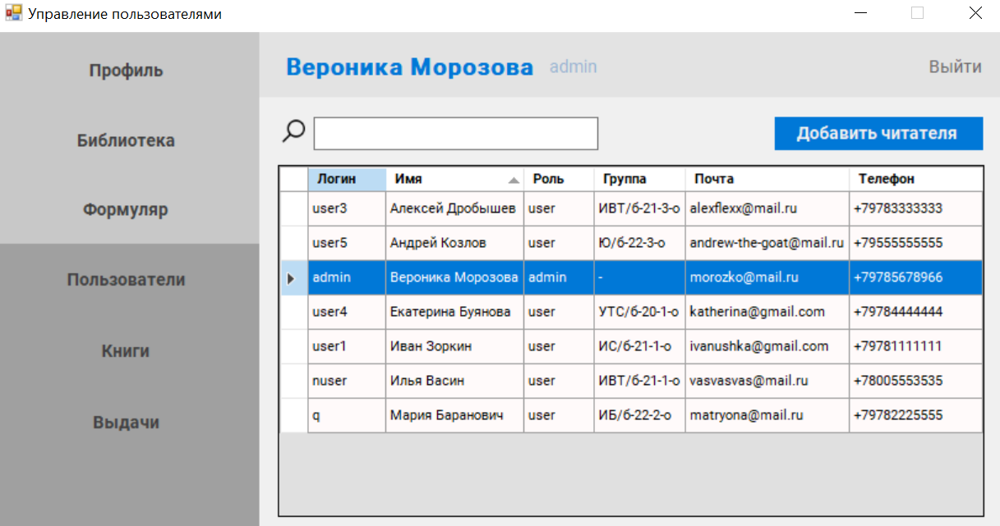 Управление пользователями
Профиль
Библиотека
Формуляр
Пользователи
Книги
Выдачи
Вероника Морозова admin Выйти
Добавить читателя
Логин Имя Роль Группа Почта Телефон
user3 Алексей Дробышев user ИВТ/б-21-3-о alexflexx@mail.ru +79783333333
user5 Андрей Козлов user Ю/б-22-3-о andrew-the-goat@mail.ru +79555555555
admin Вероника Морозова admin - morozko@mail.ru +79785678966
user4 Екатерина Буянова user УТС/б-20-1-о katherina@gmail.com +79784444444
user1 Иван Зоркин user ИС/б-21-1-о ivanushka@gmail.com +79781111111
nuser Илья Васин user ИВТ/б-21-1-о vasvasvas@mail.ru +78005553535
q Мария Баранович user ИБ/б-22-2-о matryona@mail.ru +79782225555